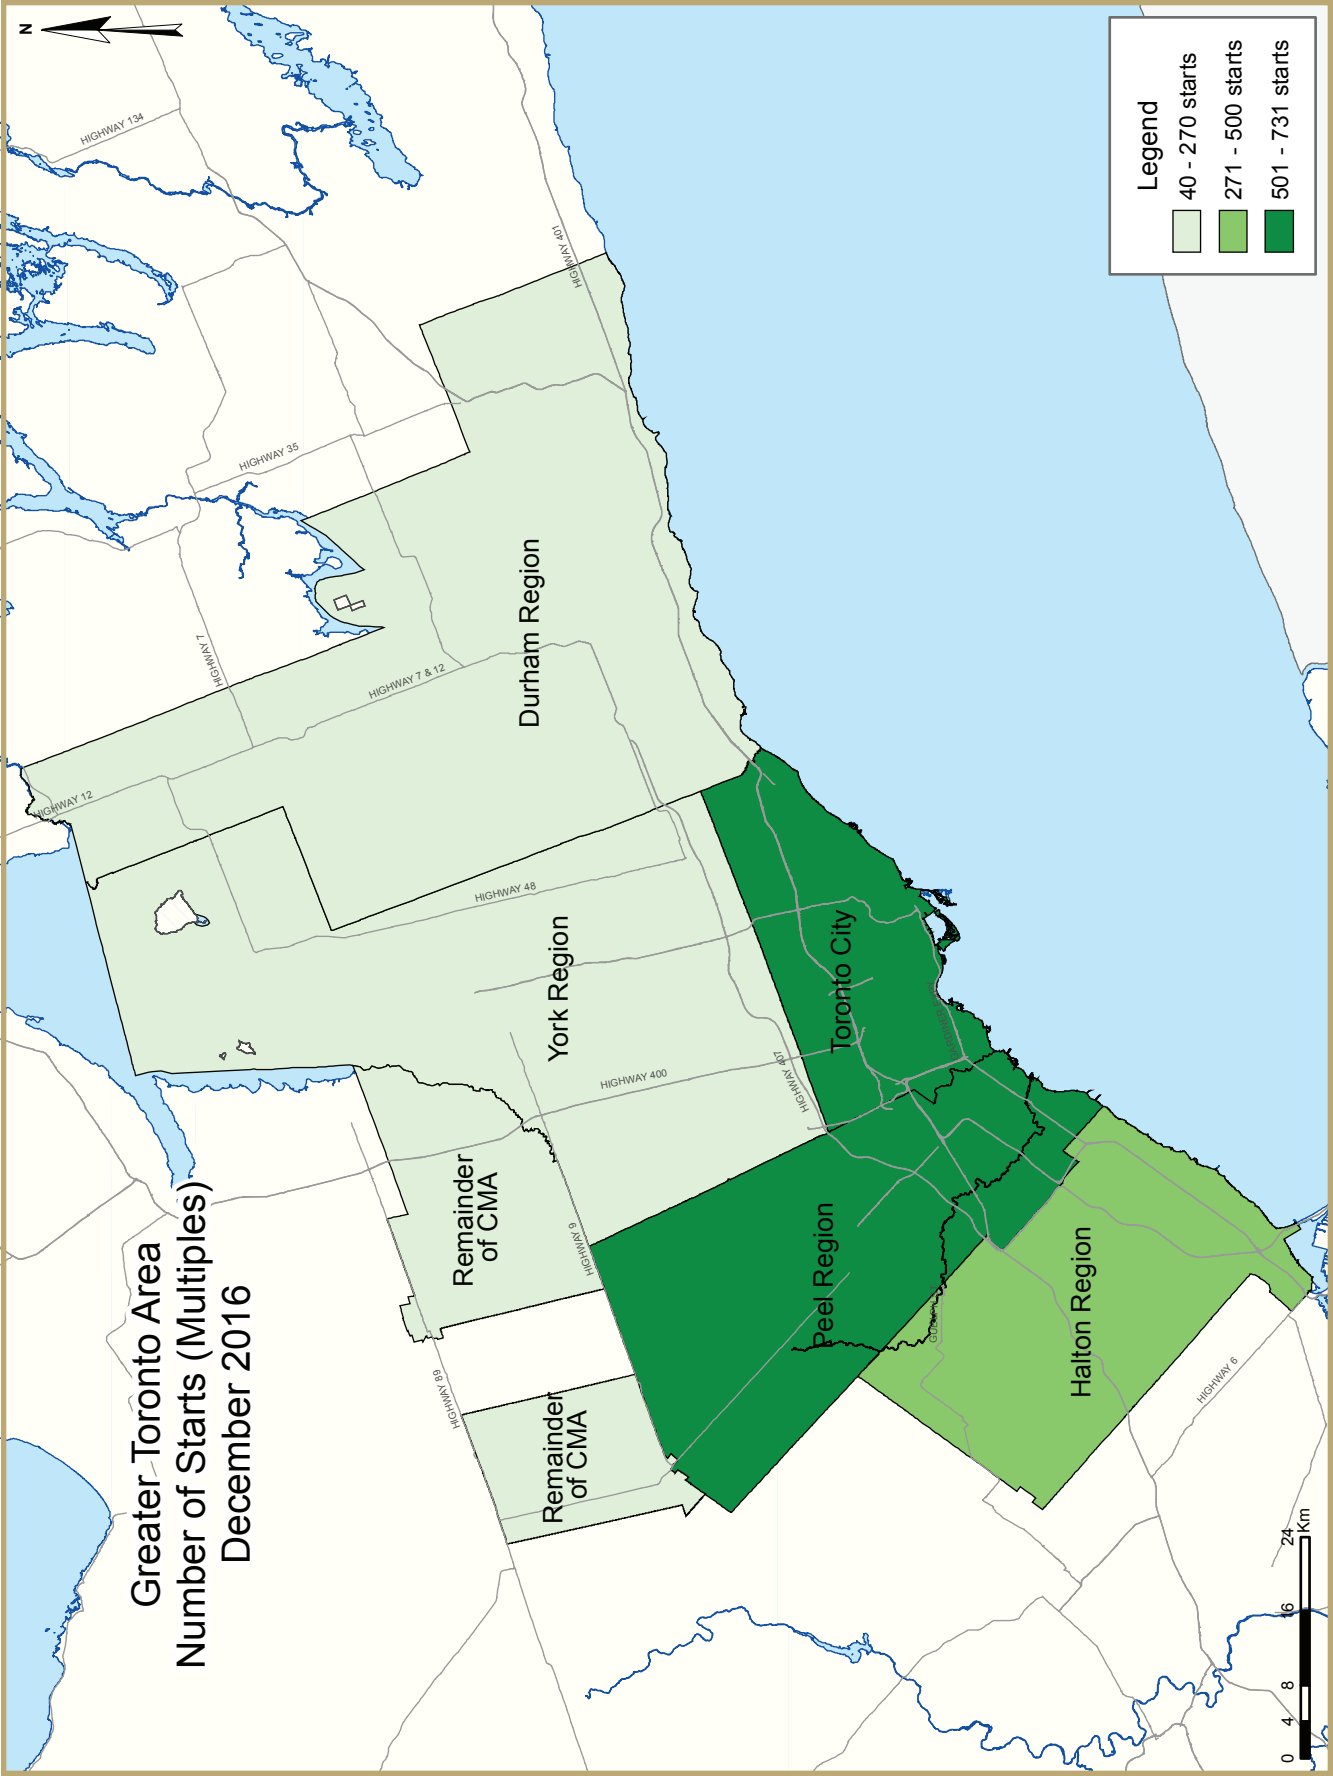 Greater Toronto Area
Number of Starts (Multiples)
December 2016
N
HIGHWAY 134
HIGHWAY 401
HIGHWAY 35
HIGHWAY 7
HIGHWAY 7 & 12
HIGHWAY 12
HIGHWAY 48
HIGHWAY 400
HIGHWAY 407
HIGHWAY 9
HIGHWAY 89
HIGHWAY 6
Durham Region
York Region
Toronto City
Peel Region
Halton Region
Remainder
of CMA
Remainder
of CMA
Legend
40 - 270 starts
271 - 500 starts
501 - 731 starts
0 4 8 16 24
Km